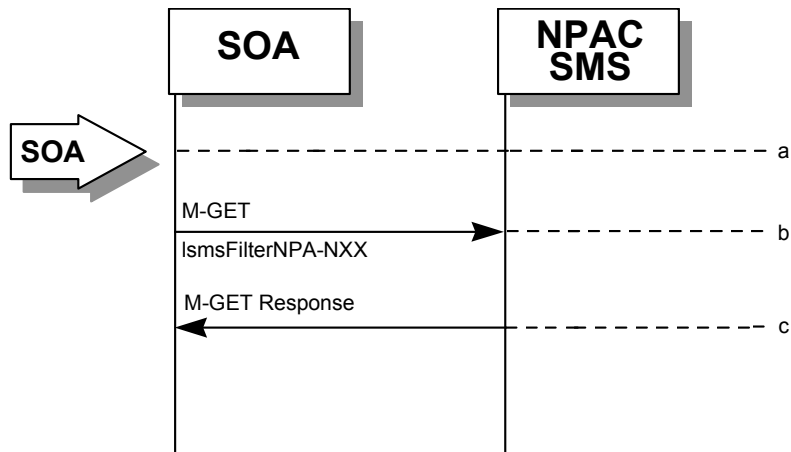 SOA
NPAC
SMS
SOA
a
M-GET
b
lsmsFilterNPA-NXX
M-GET Response
c